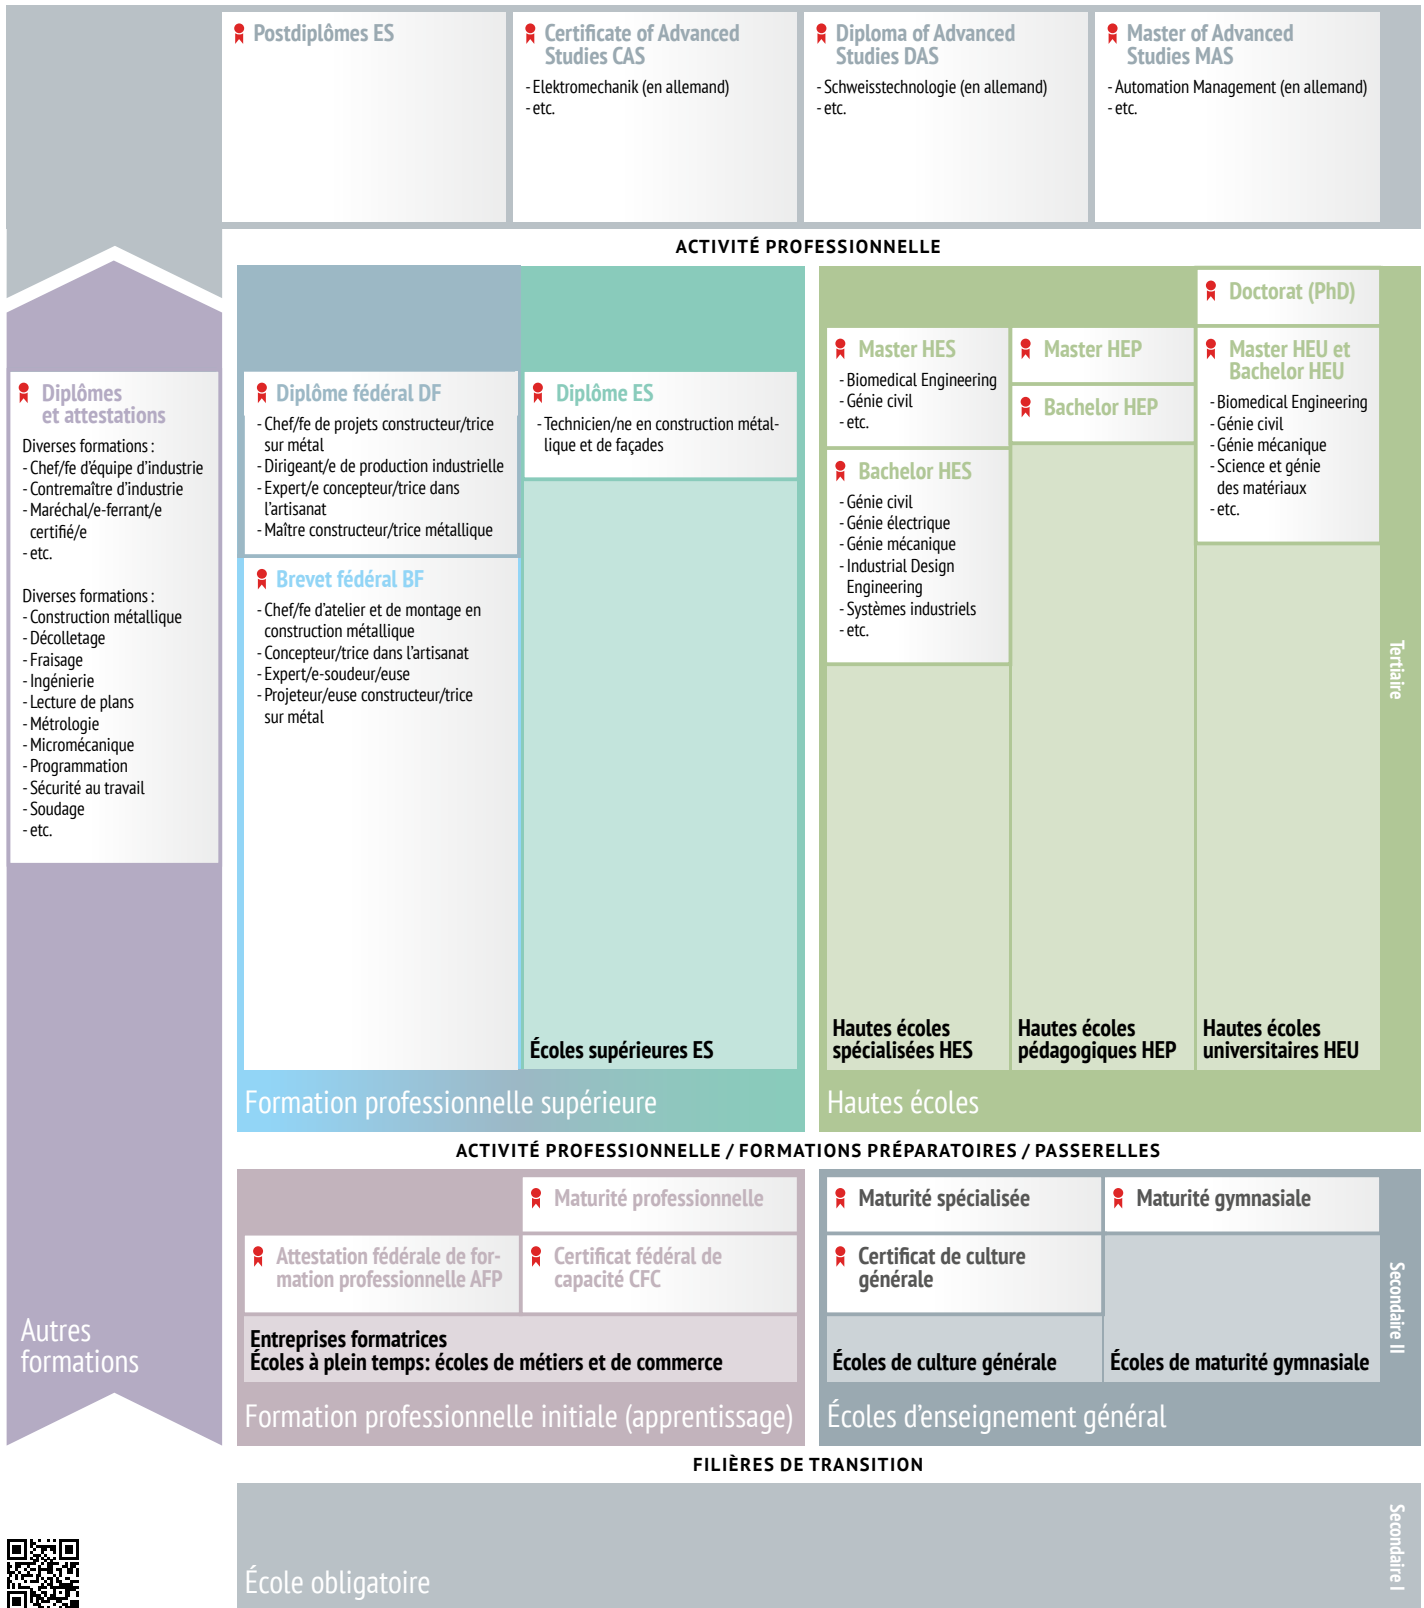 Postdiplômes ES
Certificate of Advanced
Studies CAS
- Elektromechanik (en allemand)
- etc.
Diploma of Advanced
Studies DAS
- Schweisstechnologie (en allemand)
- etc.
Master of Advanced
Studies MAS
- Automation Management (en allemand)
- etc.
ACTIVITÉ PROFESSIONNELLE
Diplômes
et attestations
Diverses formations :
- Chef/fe d'équipe d'industrie
- Contremaître d'industrie
- Maréchal/e-ferrant/e
certifié/e
- etc.
Diverses formations :
- Construction métallique
- Décolletage
- Fraisage
- Ingénierie
- Lecture de plans
- Métrologie
- Micromécanique
- Programmation
- Sécurité au travail
- Soudage
- etc.
Autres
formations
Diplôme fédéral DF
- Chef/fe de projets constructeur/trice
sur métal
- Dirigeant/e de production industrielle
- Expert/e concepteur/trice dans
l'artisanat
- Maître constructeur/trice métallique
Brevet fédéral BF
- Chef/fe d'atelier et de montage en
construction métallique
- Concepteur/trice dans l'artisanat
- Expert/e-soudeur/euse
- Projeteur/euse constructeur/trice
sur métal
Diplôme ES
- Technicien/ne en construction métal-
lique et de façades
Écoles supérieures ES
Formation professionnelle supérieure
Master HES
- Biomedical Engineering
- Génie civil
- etc.
Bachelor HES
- Génie civil
- Génie électrique
- Génie mécanique
- Industrial Design
Engineering
- Systèmes industriels
- etc.
Hautes écoles
spécialisées HES
Master HEP
Bachelor HEP
Hautes écoles
pédagogiques HEP
Doctorat (PhD)
Master HEU et
Bachelor HEU
- Biomedical Engineering
- Génie civil
- Génie mécanique
- Science et génie
des matériaux
- etc.
Hautes écoles
universitaires HEU
Hautes écoles
Tertiaire
ACTIVITÉ PROFESSIONNELLE / FORMATIONS PRÉPARATOIRES / PASSERELLES
Maturité professionnelle
Attestation fédérale de for-
mation professionnelle AFP
Certificat fédéral de
capacité CFC
Entreprises formatrices
Écoles à plein temps: écoles de métiers et de commerce
Formation professionnelle initiale (apprentissage)
Maturité spécialisée
Certificat de culture
générale
Écoles de culture générale
Maturité gymnasiale
Écoles de maturité gymnasiale
Écoles d'enseignement général
Secondaire II
FILIÈRES DE TRANSITION
École obligatoire
Secondaire I